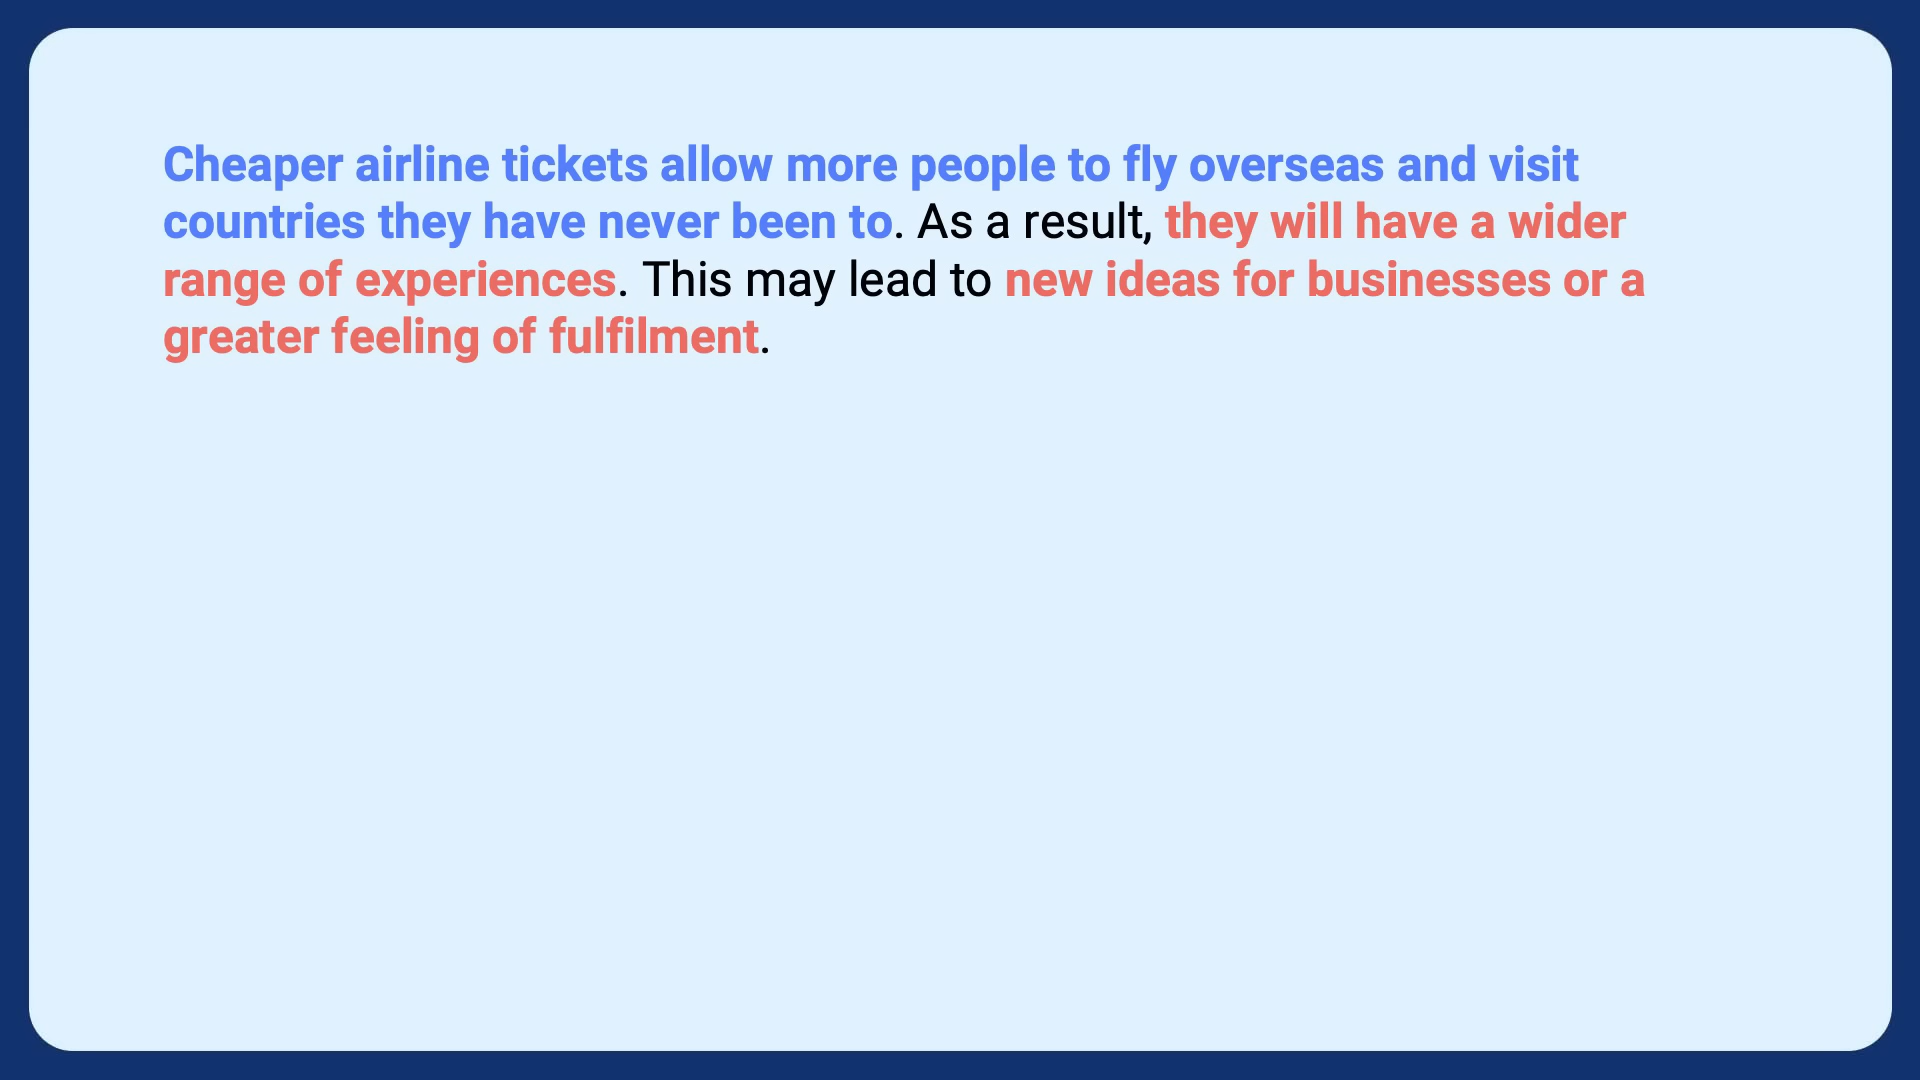 Cheaper airline tickets allow more people to fly overseas and visit
countries they have never been to. As a result, they will have a wider
range of experiences. This may lead to new ideas for businesses or a
greater feeling of fulfilment.